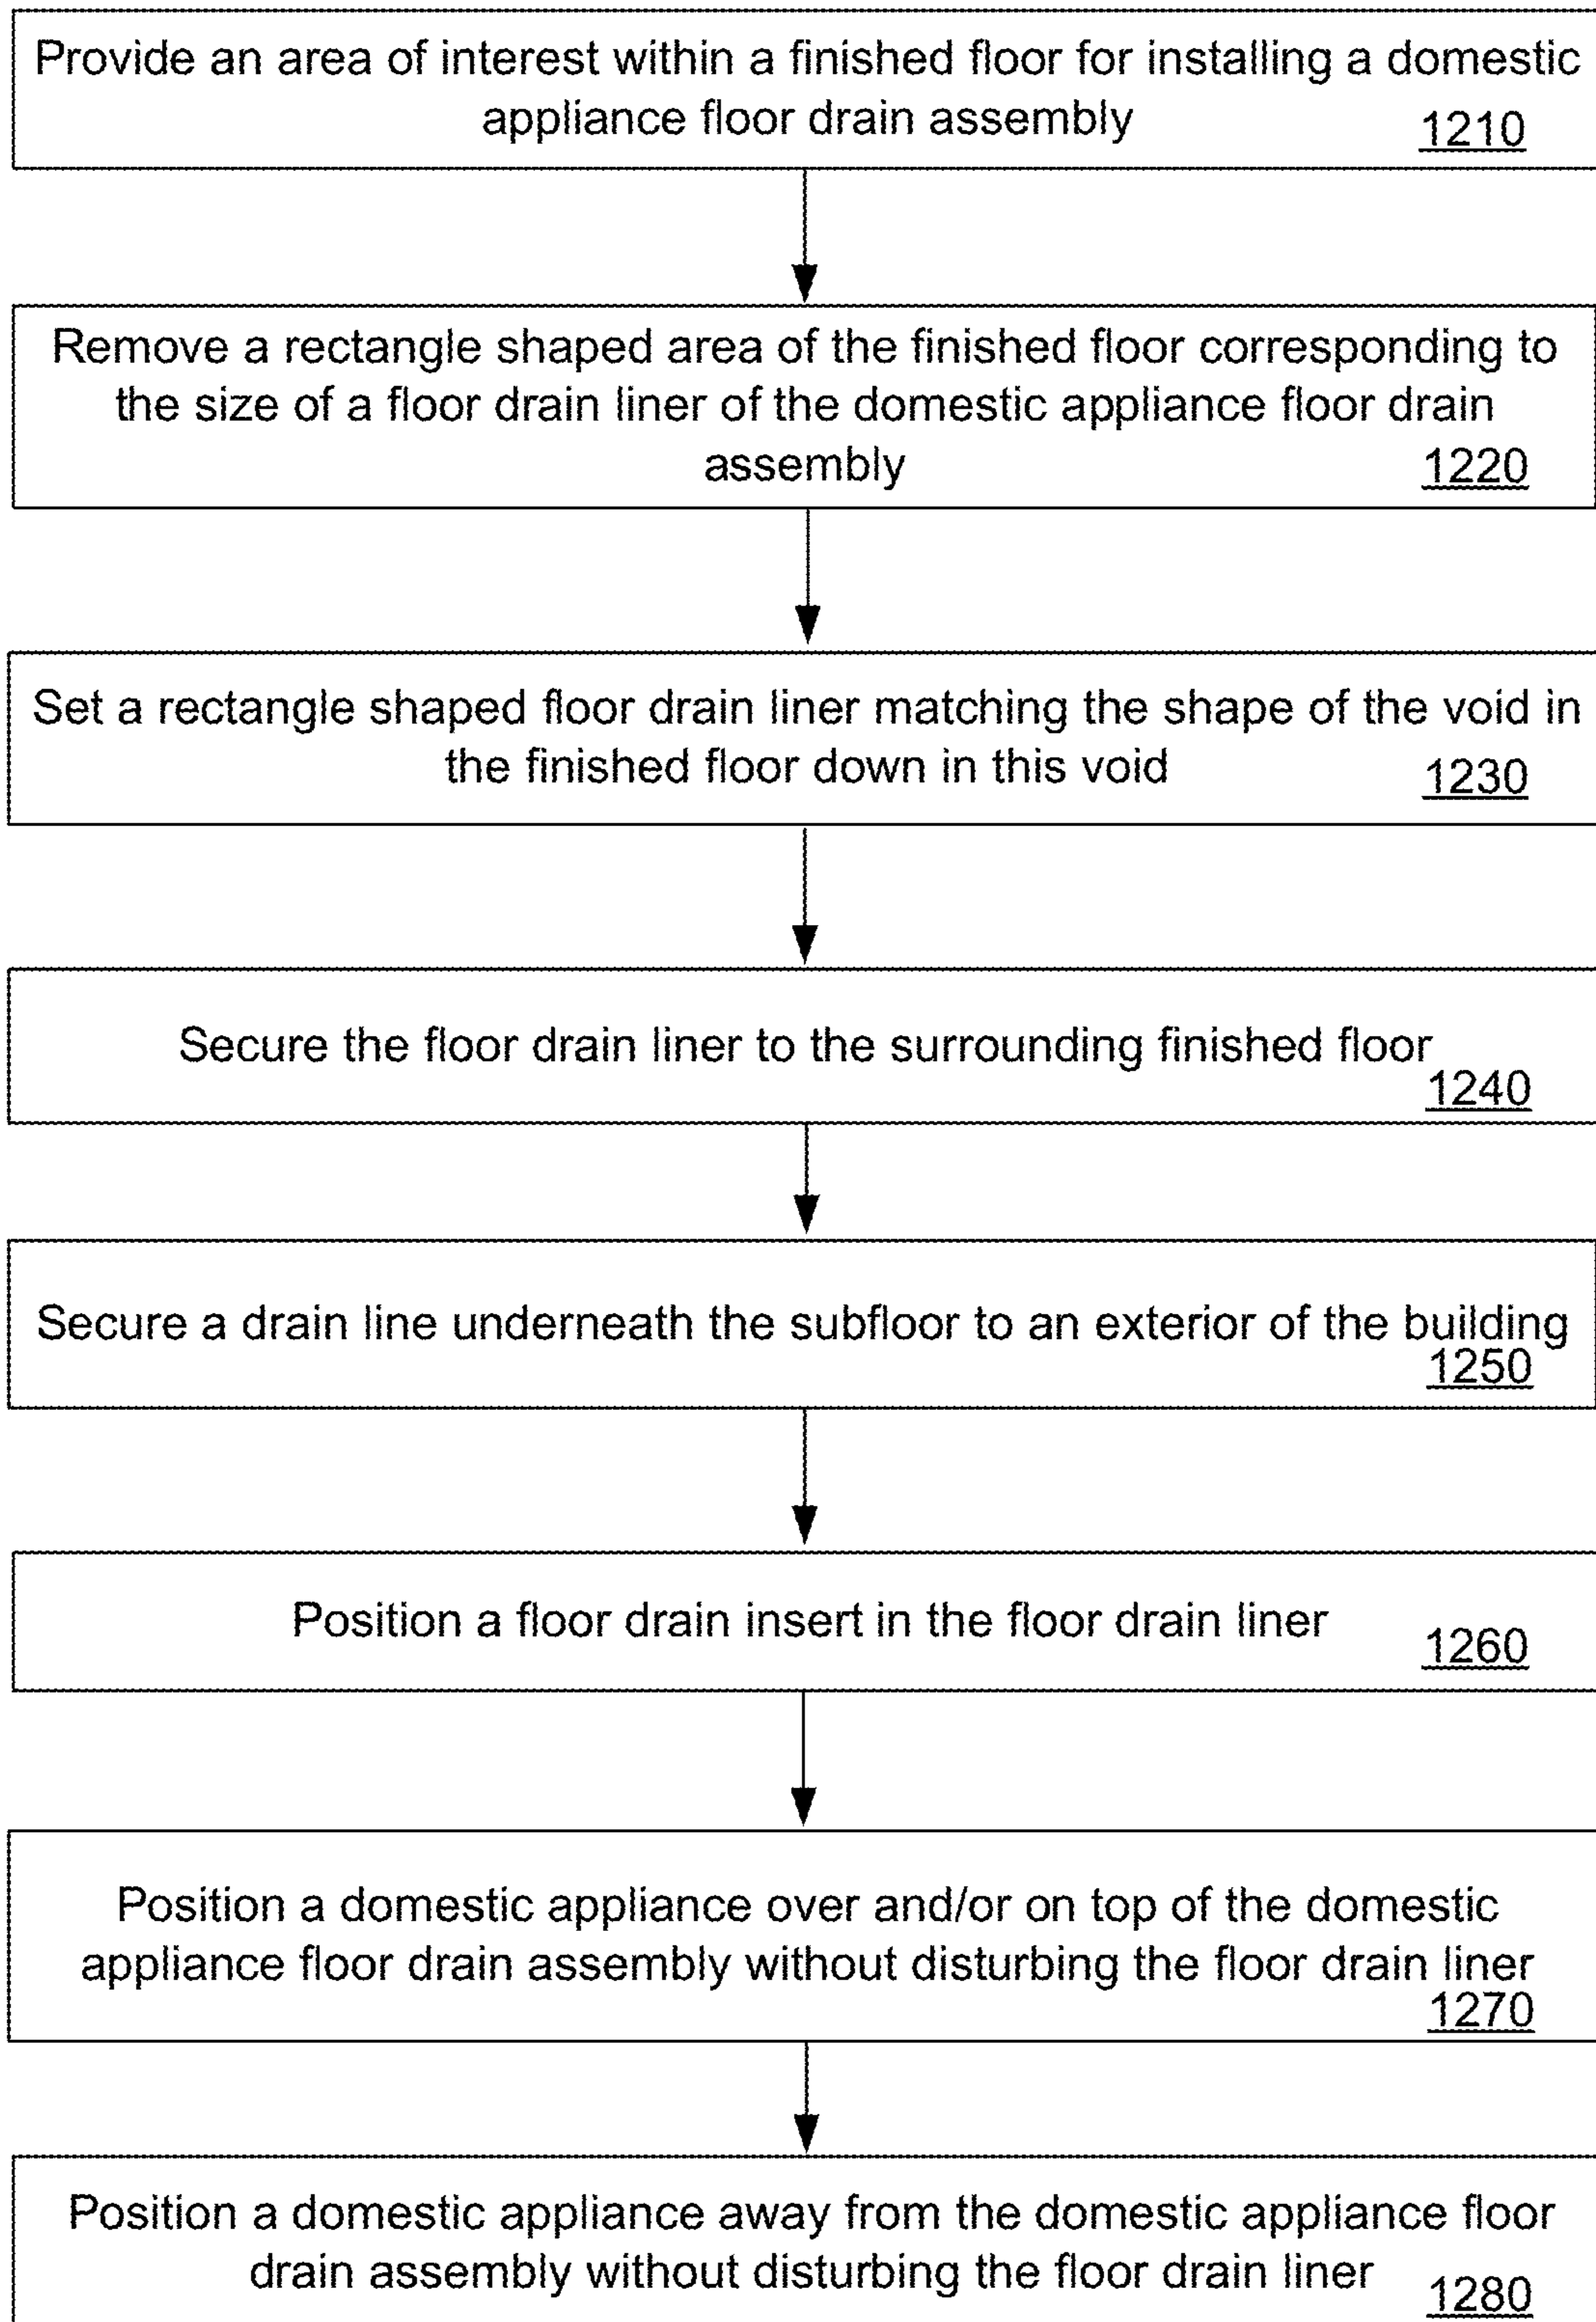 Provide an area of interest within a finished floor for installing a domestic
appliance floor drain assembly
1210
Remove a rectangle shaped area of the finished floor corresponding to
the size of a floor drain liner of the domestic appliance floor drain
assembly
1220
Set a rectangle shaped floor drain liner matching the shape of the void in
the finished floor down in this void
1230
Secure the floor drain liner to the surrounding finished floor
1240
Secure a drain line underneath the subfloor to an exterior of the building
1250
Position a floor drain insert in the floor drain liner
1260
Position a domestic appliance over and/or on top of the domestic
appliance floor drain assembly without disturbing the floor drain liner
1270
Position a domestic appliance away from the domestic appliance floor
drain assembly without disturbing the floor drain liner
1280